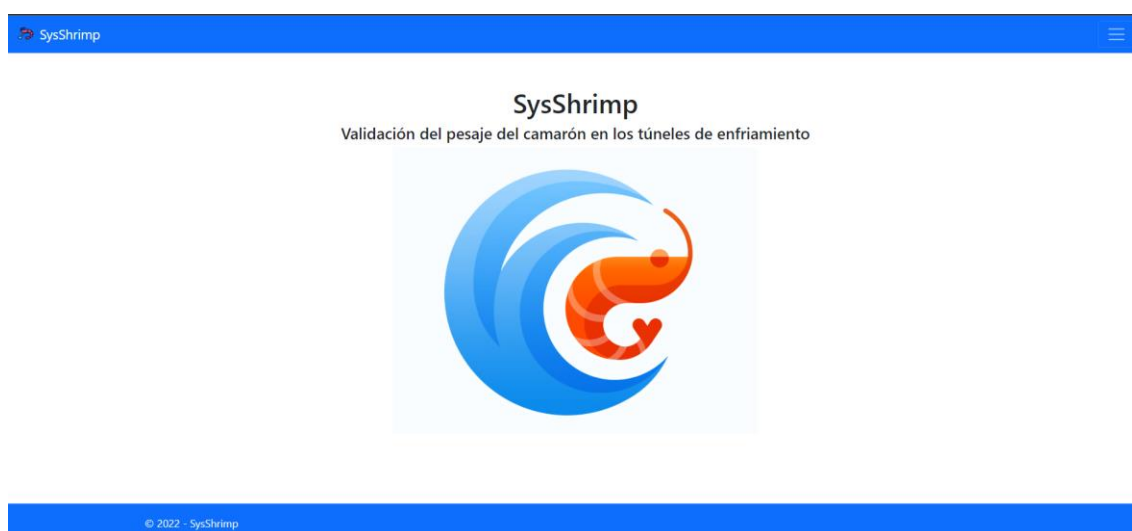 SysShrimp
SysShrimp
Validación del pesaje del camarón en los túneles de enfriamiento
© 2022 - SysShrimp